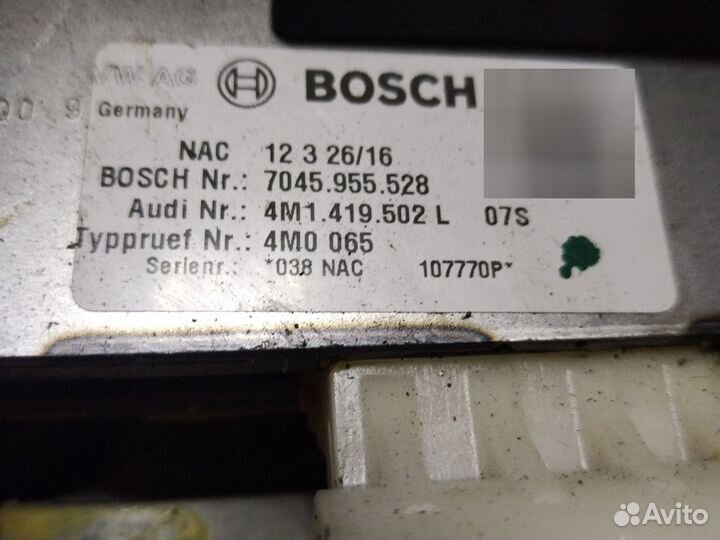 VW AG BOSCH
Germany
NAC 12 3 26/16
BOSCH Nr.: 7045.955.528
Audi Nr.: 4M1.419.502 L 07S
Typpruef Nr.: 4M0 065
Serienr.: *038 NAC 107770P*
Avito